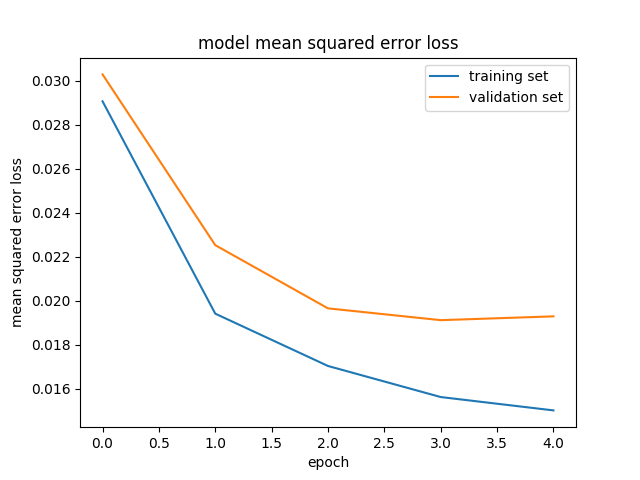 model mean squared error loss
training set
validation set
mean squared error loss
0.030
0.028
0.026
0.024
0.022
0.020
0.018
0.016
0.0 0.5 1.0 1.5 2.0 2.5 3.0 3.5 4.0
epoch